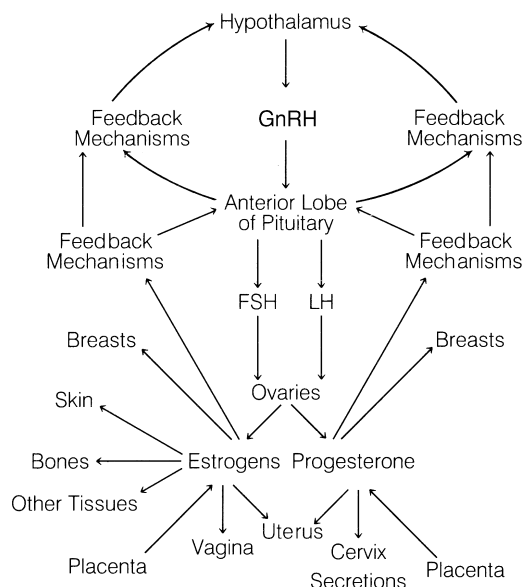 Hypothalamus
Feedback
Mechanisms
GnRH
Feedback
Mechanisms
Anterior Lobe
of Pituitary
Feedback
Mechanisms
Feedback
Mechanisms
FSH
LH
Breasts
Breasts
Ovaries
Skin
Bones
Estrogens
Progesterone
Other Tissues
Uterus
Vagina
Cervix
Secretions
Placenta
Placenta